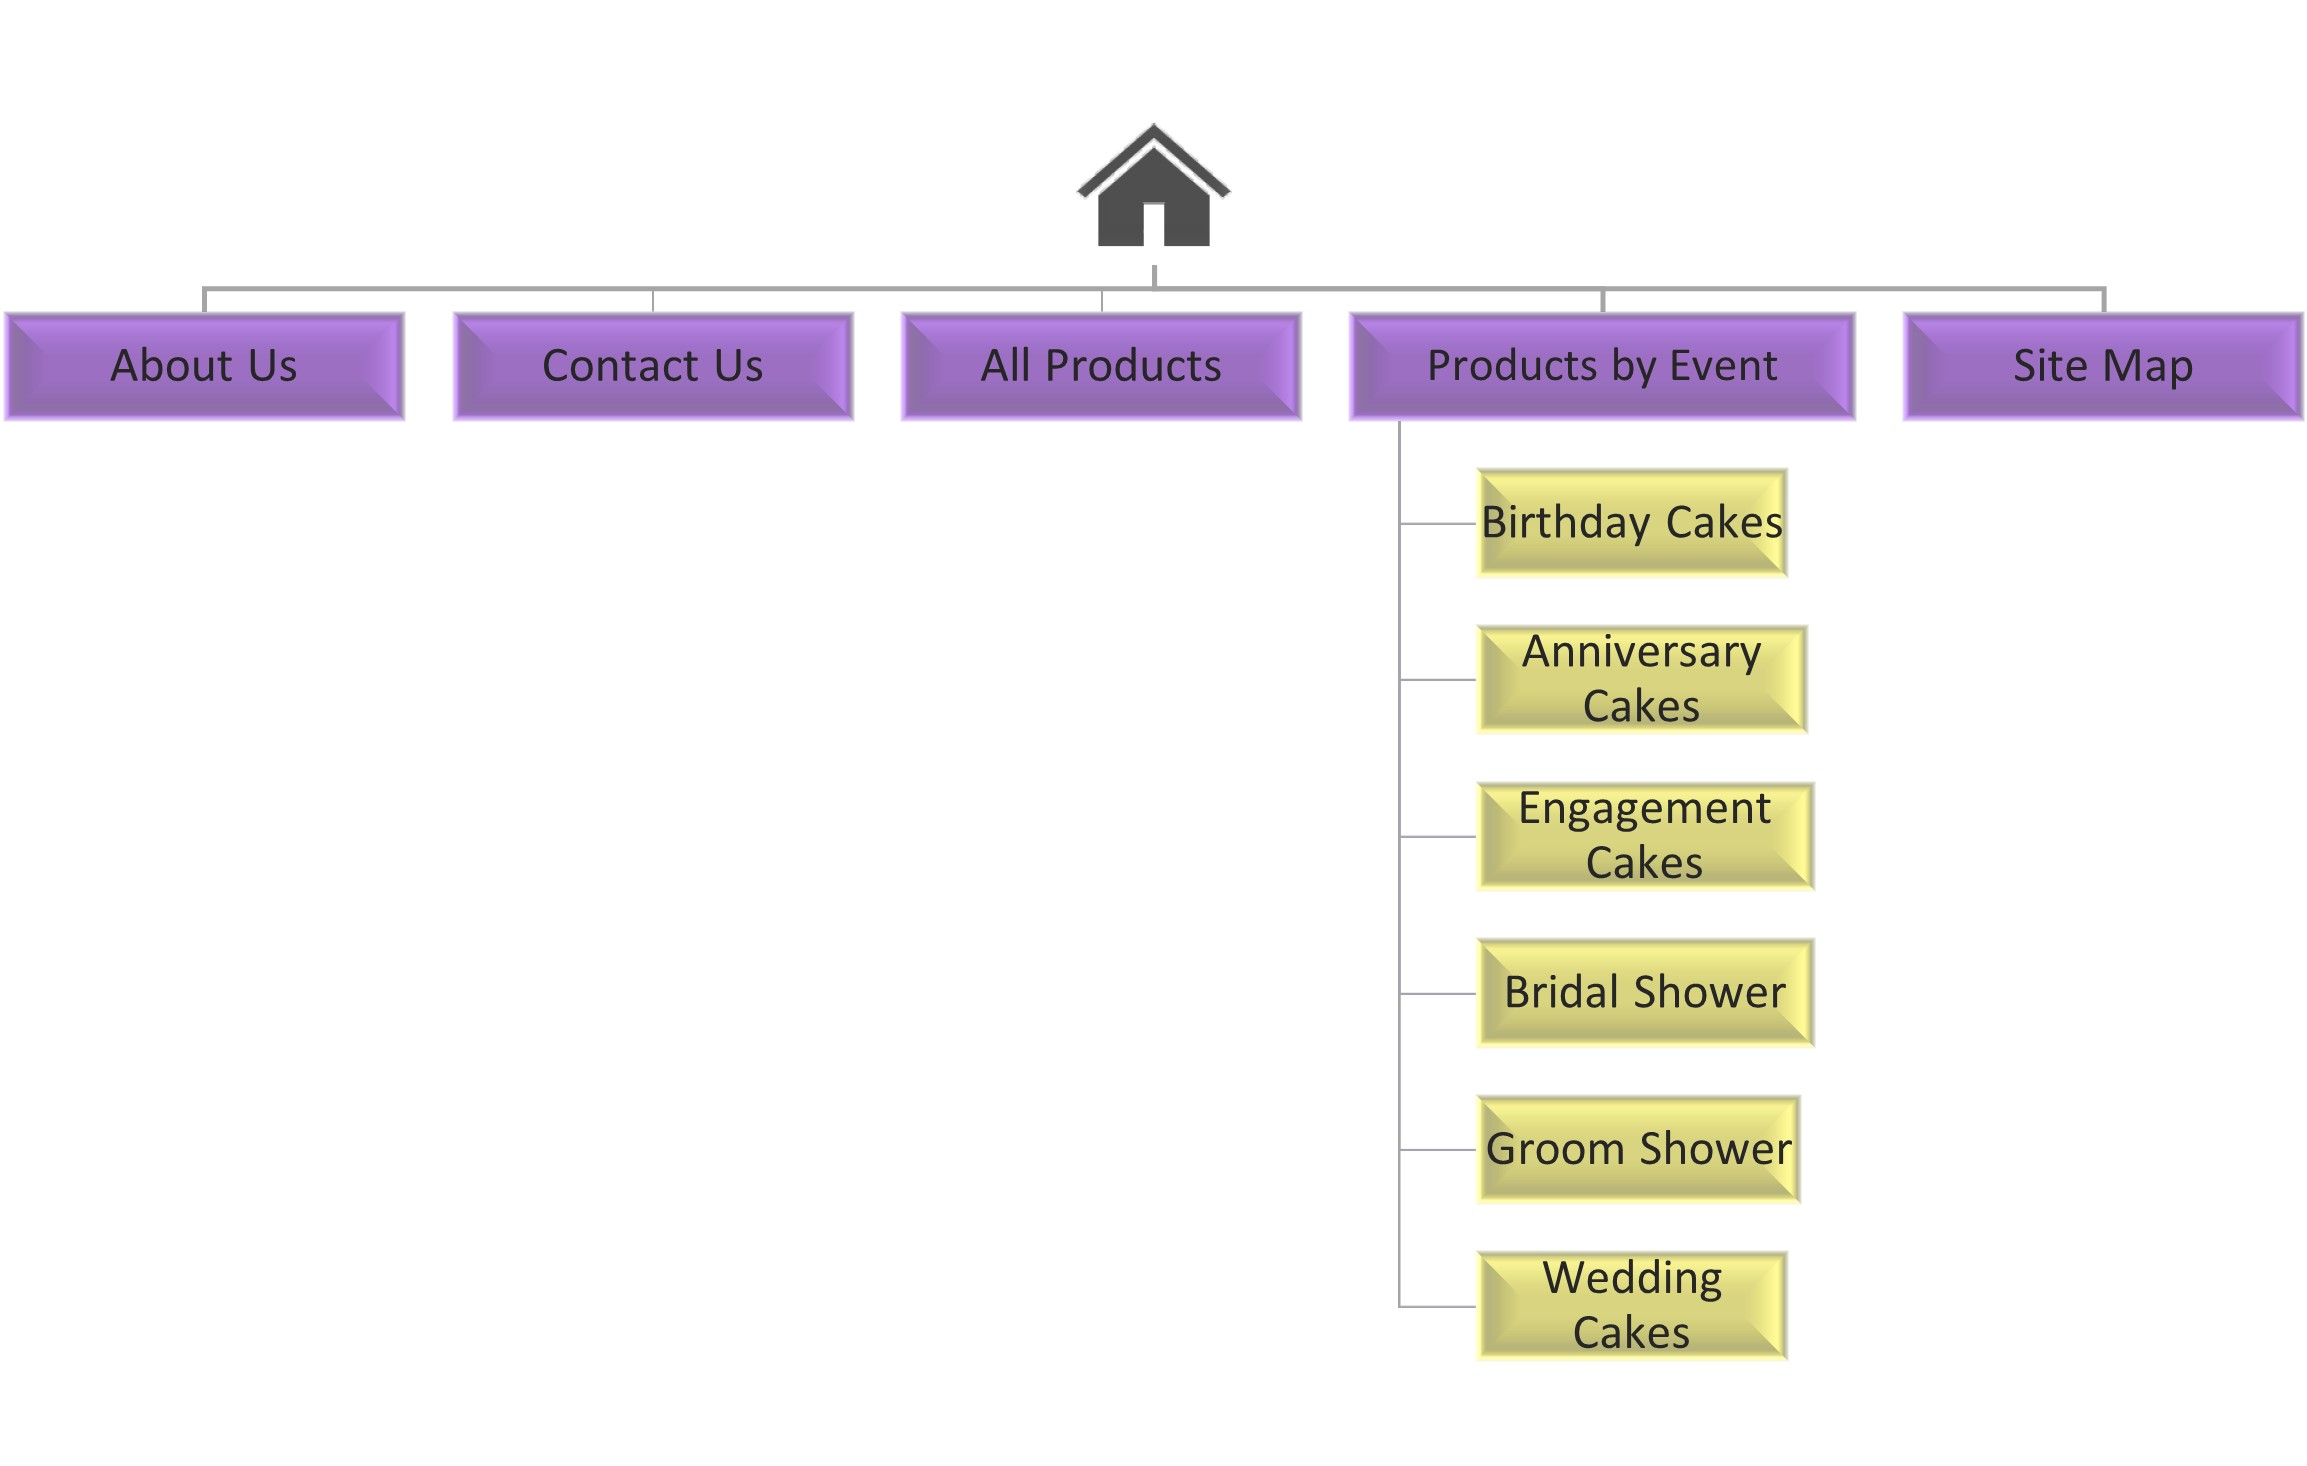 About Us
Contact Us
All Products
Products by Event
Site Map
Birthday Cakes
Anniversary
Cakes
Engagement
Cakes
Bridal Shower
Groom Shower
Wedding
Cakes